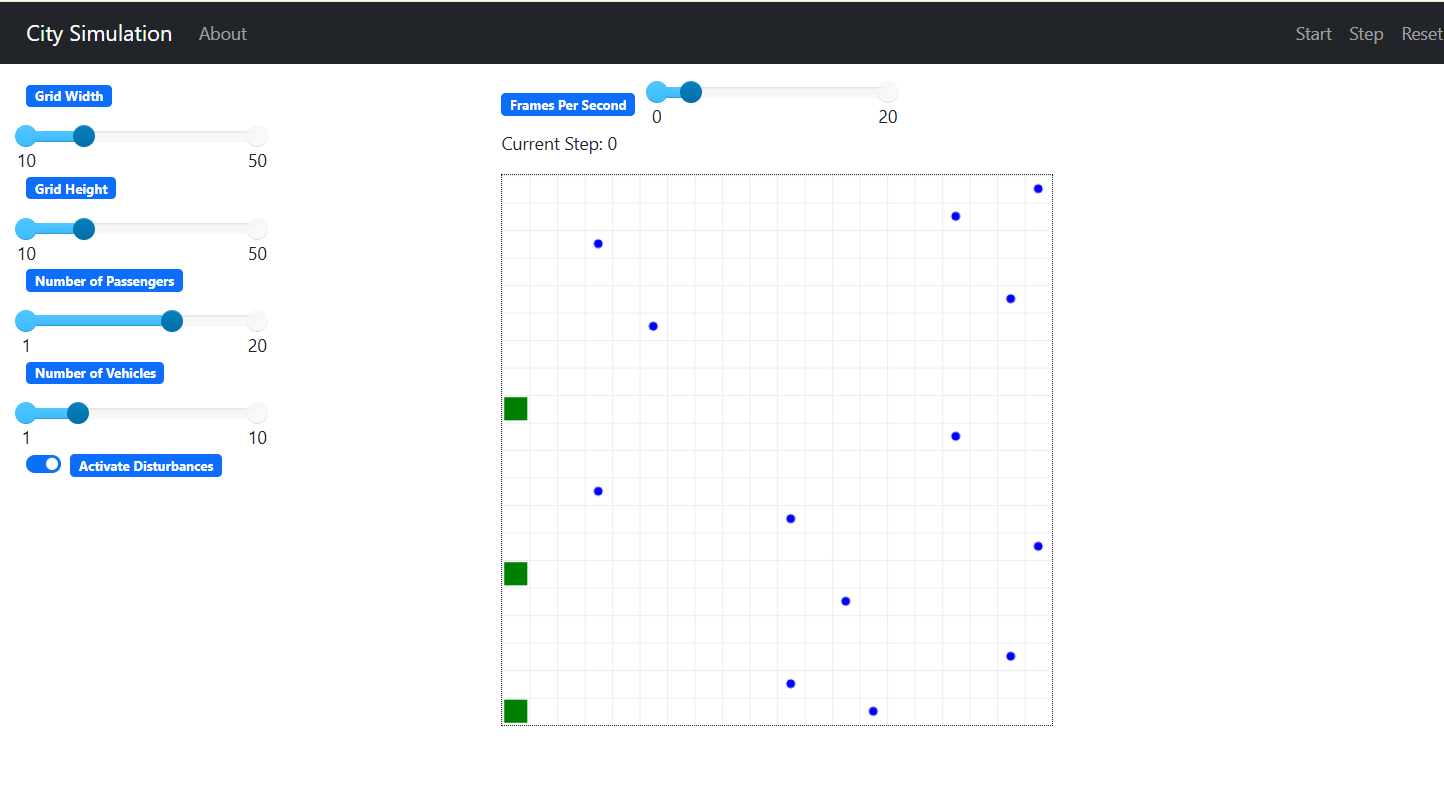 City Simulation About Start Step Reset
Grid Width
10 50
Grid Height
10 50
Number of Passengers
1 20
Number of Vehicles
1 10
Activate Disturbances
Frames Per Second
0 20
Current Step: 0